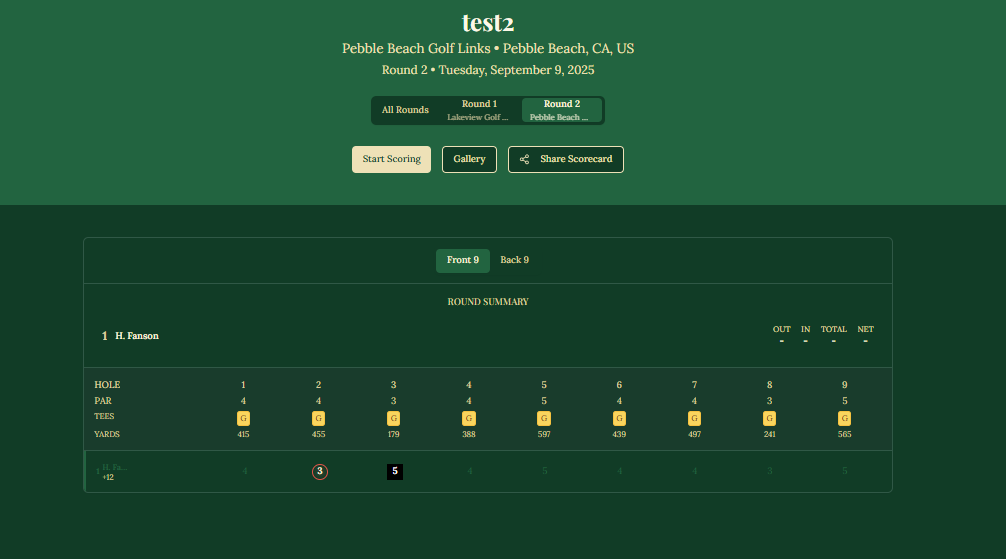 test2
Pebble Beach Golf Links • Pebble Beach, CA, US
Round 2 • Tuesday, September 9, 2025
All Rounds Round 1 Round 2
Lakeview Golf ... Pebble Beach ...
Start Scoring Gallery Share Scorecard
Front 9 Back 9
ROUND SUMMARY
1 H. Fanson
OUT IN TOTAL NET
- - - -
HOLE 1 2 3 4 5 6 7 8 9
PAR 4 4 3 4 5 4 4 3 5
TEES G G G G G G G G G
YARDS 415 455 179 388 597 439 497 241 565
1 H. Fa... 4 3 5 4 5 4 4 3 5
+12